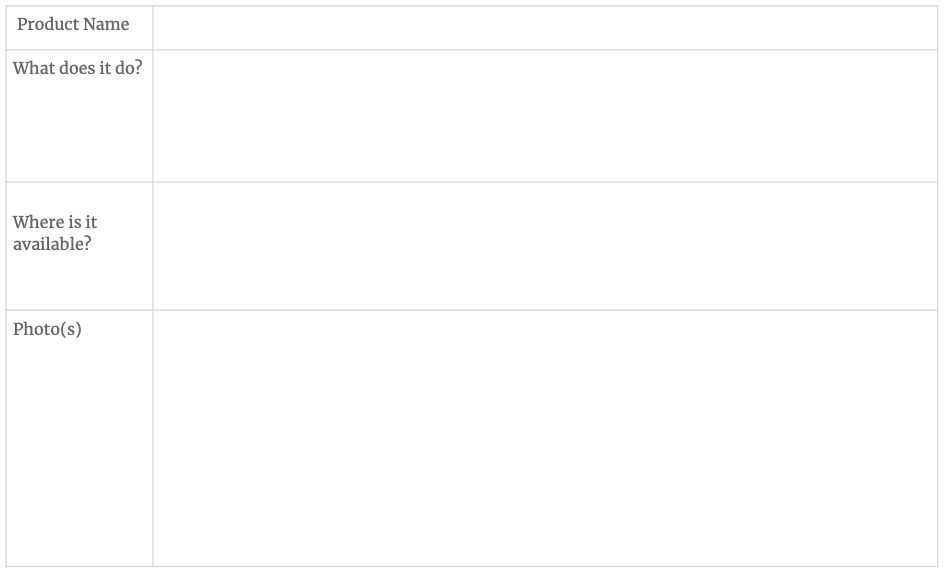 Product Name
What does it do?
Where is it
available?
Photo(s)